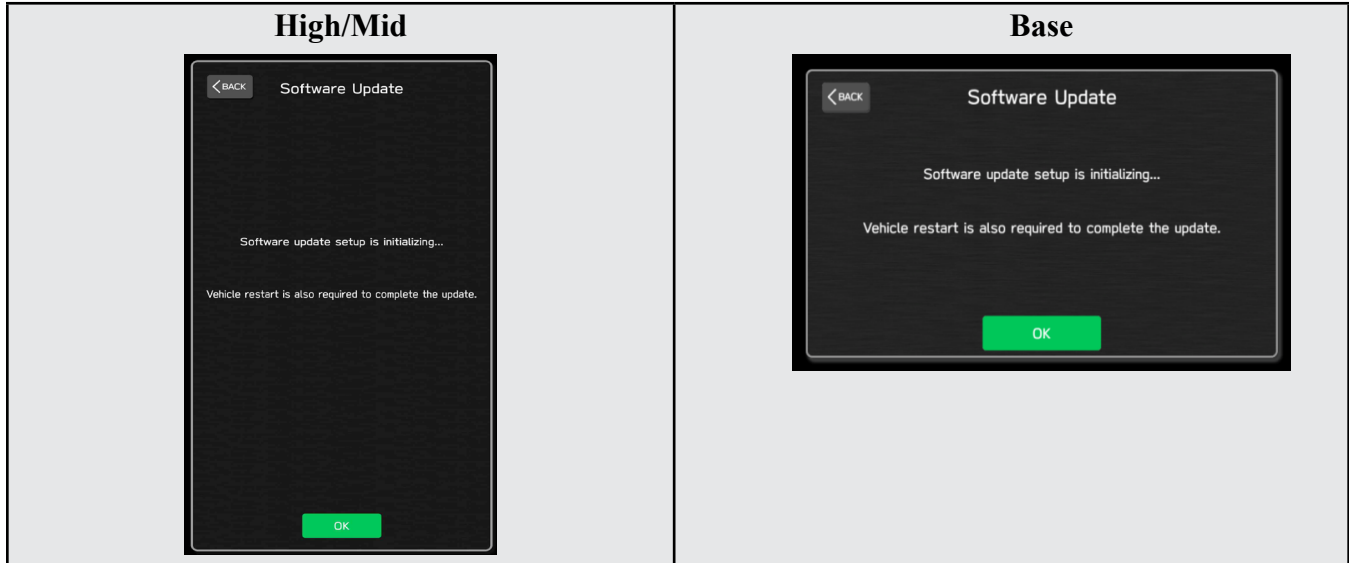 High/Mid
BACK
Software Update
Software update setup is initializing...
Vehicle restart is also required to complete the update.
OK
Base
BACK
Software Update
Software update setup is initializing...
Vehicle restart is also required to complete the update.
OK